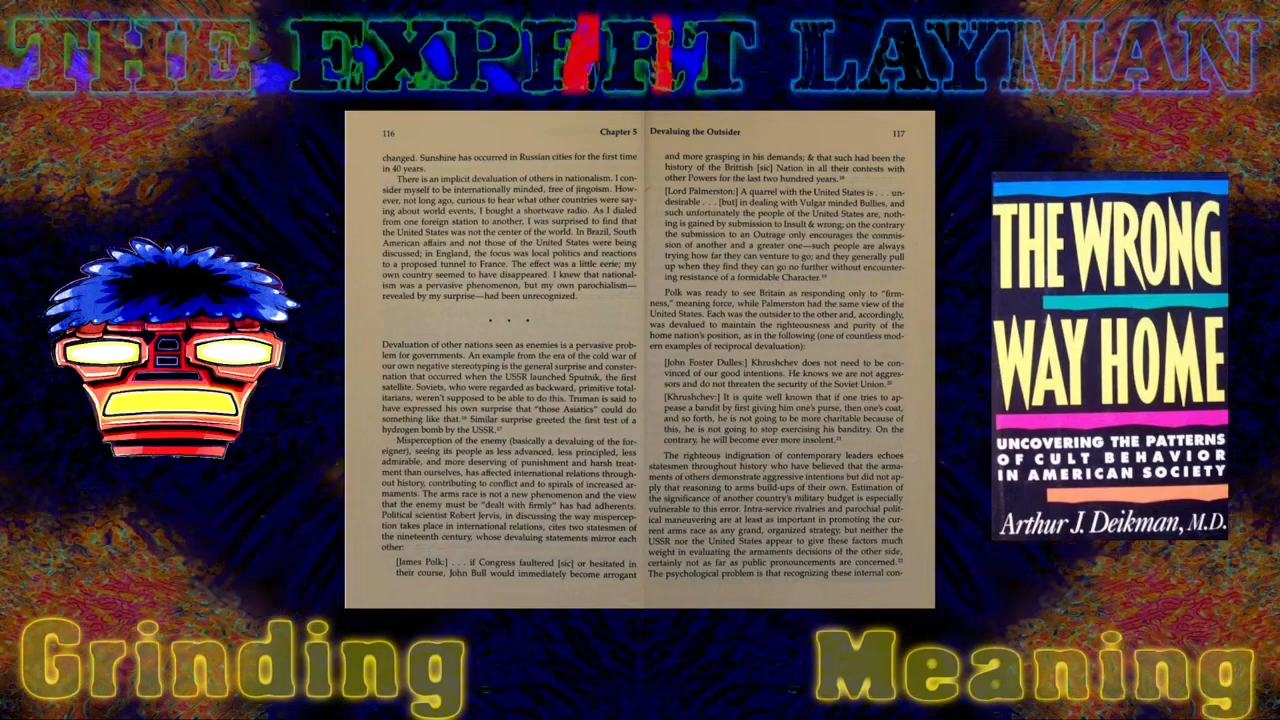 THE EXPERT LAYMAN
116
Chapter 5
changed. Sunshine has occurred in Russian cities for the first time
in 40 years.
There is an implicit devaluation of others in nationalism. I con-
sider myself to be internationally minded, free of jingoism. How-
ever, not long ago, curious to hear what other countries were say-
ing about world events, I bought a shortwave radio. As I dialed
from one foreign station to another, I was surprised to find that
the United States was not the center of the world. In Brazil, South
American affairs and not those of the United States were being
discussed; in England, the focus was local politics and reactions
to a proposed tunnel to France. The effect was a little eerie; my
own country seemed to have disappeared. I knew that national-
ism was a pervasive phenomenon, but my own parochialism—
revealed by my surprise—had been unrecognized.
. . .
Devaluation of other nations seen as enemies is a pervasive prob-
lem for governments. An example from the era of the cold war of
our own negative stereotyping is the general surprise and conster-
nation that occurred when the USSR launched Sputnik, the first
satellite. Soviets, who were regarded as backward, primitive total-
itarians, weren't supposed to be able to do this. Truman is said to
have expressed his own surprise that "those Asiatics" could do
something like that.¹⁶ Similar surprise greeted the first test of a
hydrogen bomb by the USSR.¹⁷
Misperception of the enemy (basically a devaluing of the for-
eigner), seeing its people as less advanced, less principled, less
admirable, and more deserving of punishment and harsh treat-
ment than ourselves, has affected international relations through-
out history, contributing to conflict and to spirals of increased ar-
maments. The arms race is not a new phenomenon and the view
that the enemy must be "dealt with firmly" has had adherents.
Political scientist Robert Jervis, in discussing the way mispercep-
tion takes place in international relations, cites two statesmen of
the nineteenth century, whose devaluing statements mirror each
other:
[James Polk:] . . . if Congress faultered [sic] or hesitated in
their course, John Bull would immediately become arrogant
Devaluing the Outsider
117
and more grasping in his demands; & that such had been the
history of the Brittish [sic] Nation in all their contests with
other Powers for the last two hundred years.¹⁸
[Lord Palmerston:] A quarrel with the United States is . . . un-
desirable . . . [but] in dealing with Vulgar minded Bullies, and
such unfortunately the people of the United States are, noth-
ing is gained by submission to Insult & wrong; on the contrary
the submission to an Outrage only encourages the commis-
sion of another and a greater one—such people are always
trying how far they can venture to go; and they generally pull
up when they find they can go no further without encounter-
ing resistance of a formidable Character.¹⁹
Polk was ready to see Britain as responding only to "firm-
ness," meaning force, while Palmerston had the same view of the
United States. Each was the outsider to the other and, accordingly,
was devalued to maintain the righteousness and purity of the
home nation's position, as in the following (one of countless mod-
ern examples of reciprocal devaluation):
[John Foster Dulles:] Khrushchev does not need to be con-
vinced of our good intentions. He knows we are not aggres-
sors and do not threaten the security of the Soviet Union.²⁰
[Khrushchev:] It is quite well known that if one tries to ap-
pease a bandit by first giving him one's purse, then one's coat,
and so forth, he is not going to be more charitable because of
this, he is not going to stop exercising his banditry. On the
contrary, he will become ever more insolent.²¹
The righteous indignation of contemporary leaders echoes
statesmen throughout history who have believed that the arma-
ments of others demonstrate aggressive intentions but did not ap-
ply that reasoning to arms build-ups of their own. Estimation of
the significance of another country's military budget is especially
vulnerable to this error. Intra-service rivalries and parochial polit-
ical maneuvering are at least as important in promoting the cur-
rent arms race as any grand, organized strategy, but neither the
USSR nor the United States appear to give these factors much
weight in evaluating the armaments decisions of the other side,
certainly not as far as public pronouncements are concerned.²²
The psychological problem is that recognizing these internal con-
THE WRONG
WAY HOME
UNCOVERING THE PATTERNS
OF CULT BEHAVIOR
IN AMERICAN SOCIETY
Arthur J. Deikman, M.D.
Grinding
Meaning